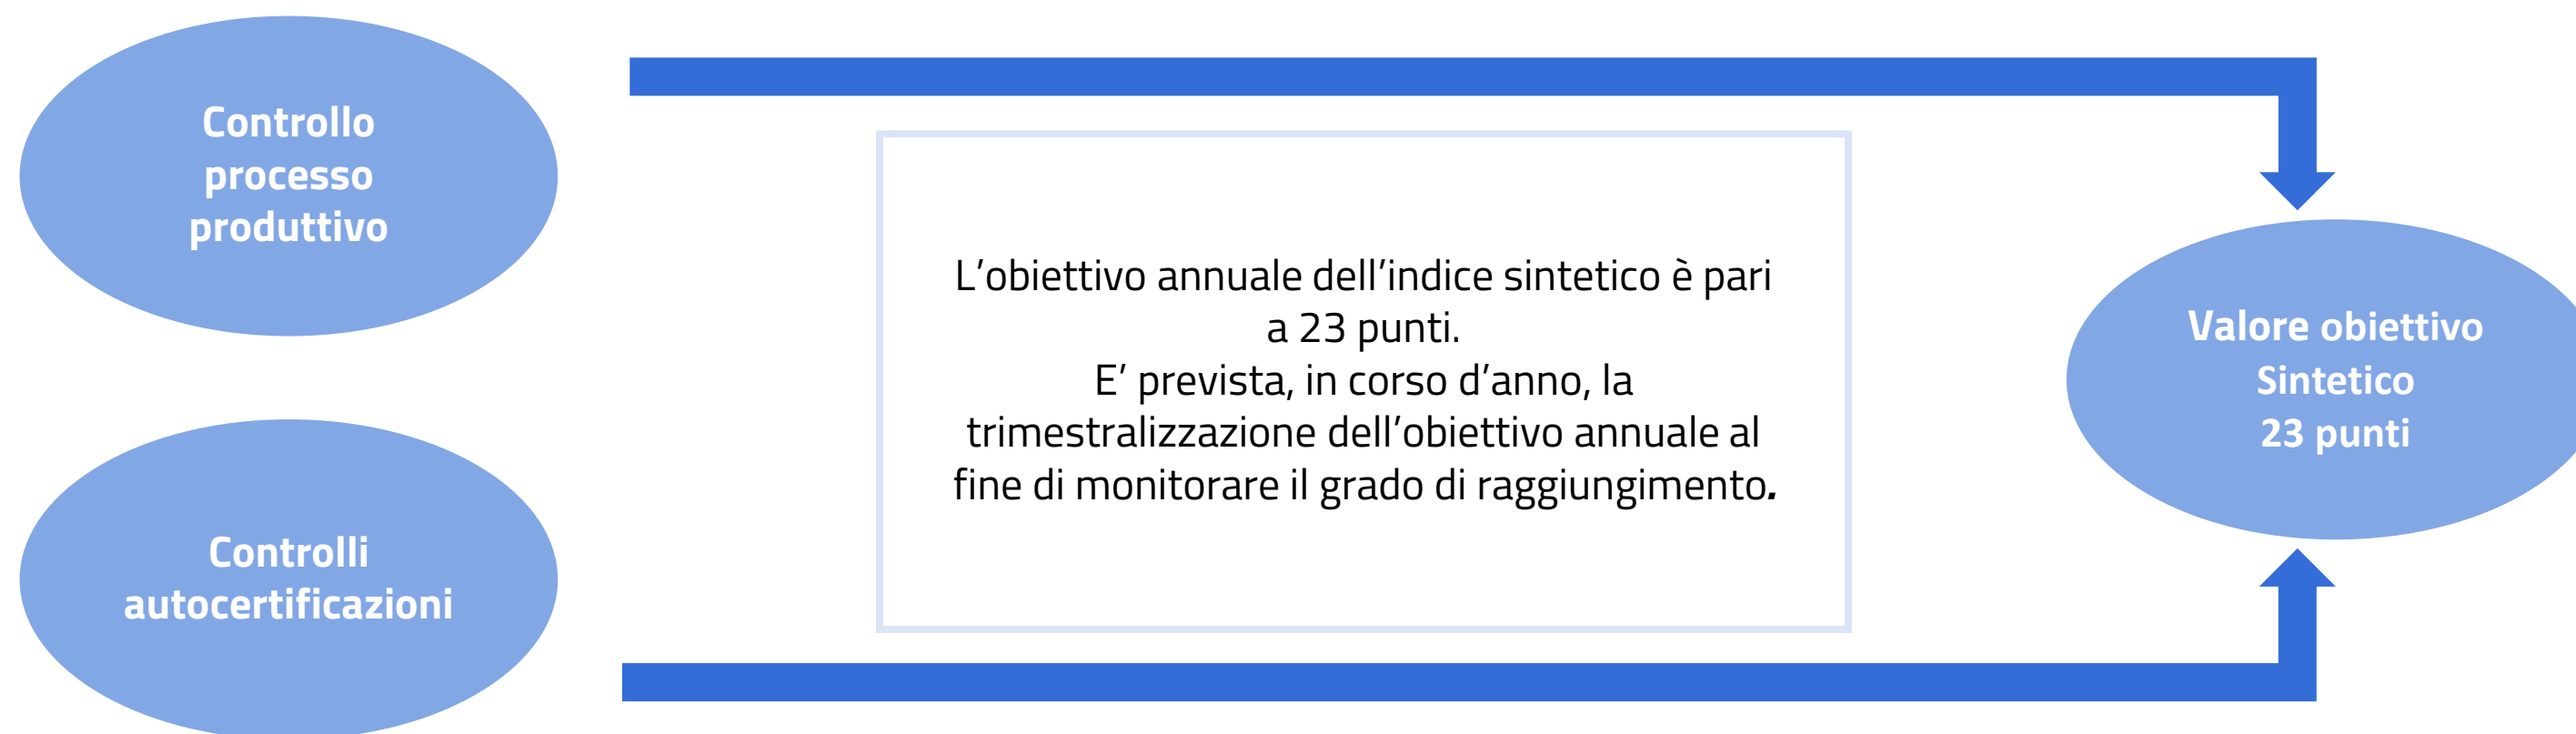 Controllo
processo
produttivo
Controlli
autocertificazioni
L’obiettivo annuale dell’indice sintetico è pari
a 23 punti.
E’ prevista, in corso d’anno, la
trimestralizzazione dell’obiettivo annuale al
fine di monitorare il grado di raggiungimento.
Valore obiettivo
Sintetico
23 punti